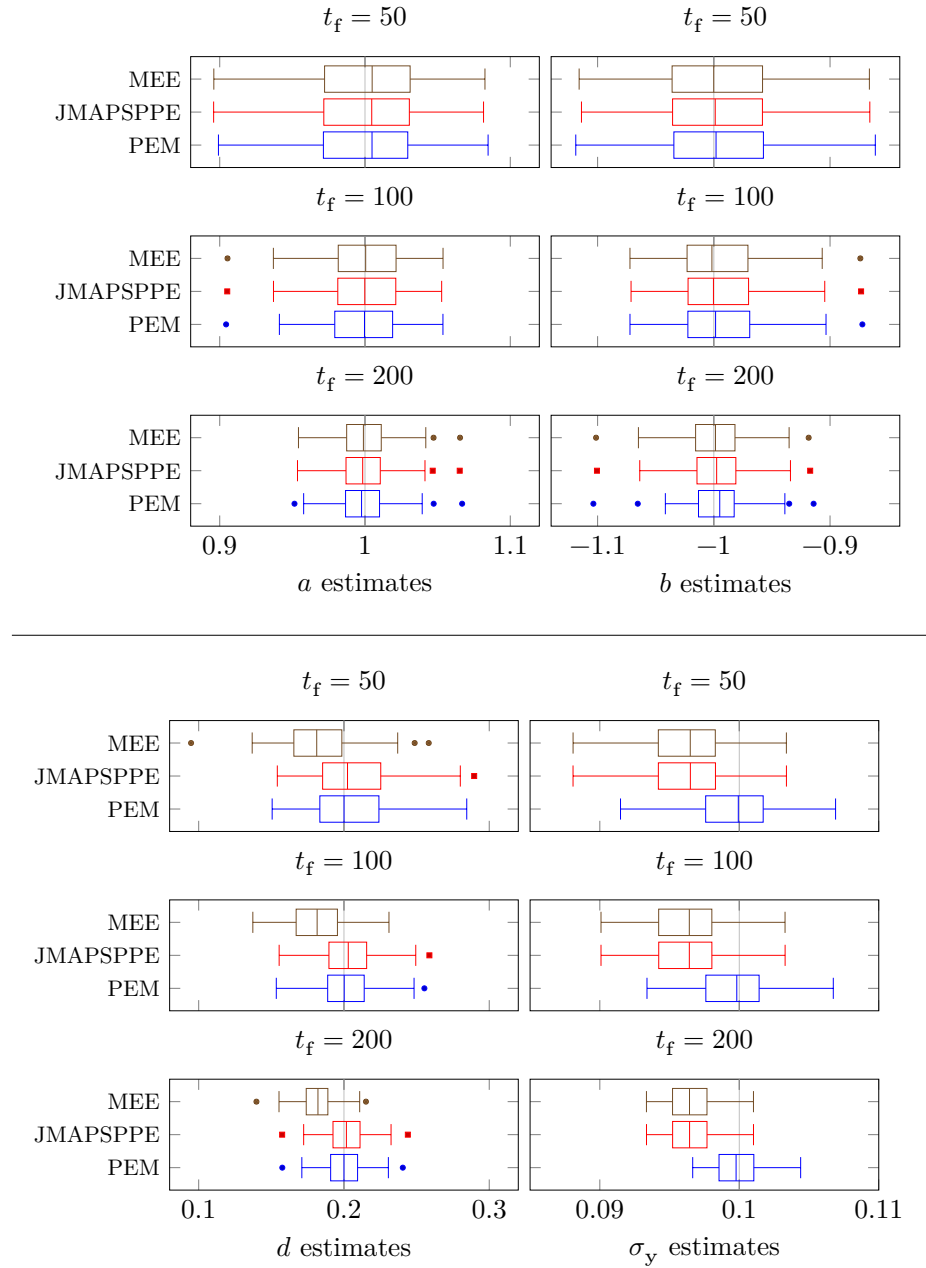 t_f = 50 t_f = 50
MEE
JMAPSPPE
PEM
t_f = 100 t_f = 100
MEE
JMAPSPPE
PEM
t_f = 200 t_f = 200
MEE
JMAPSPPE
PEM
0.9 1 1.1 −1.1 −1 −0.9
a estimates b estimates
t_f = 50 t_f = 50
MEE
JMAPSPPE
PEM
t_f = 100 t_f = 100
MEE
JMAPSPPE
PEM
t_f = 200 t_f = 200
MEE
JMAPSPPE
PEM
0.1 0.2 0.3 0.09 0.1 0.11
d estimates σ_y estimates